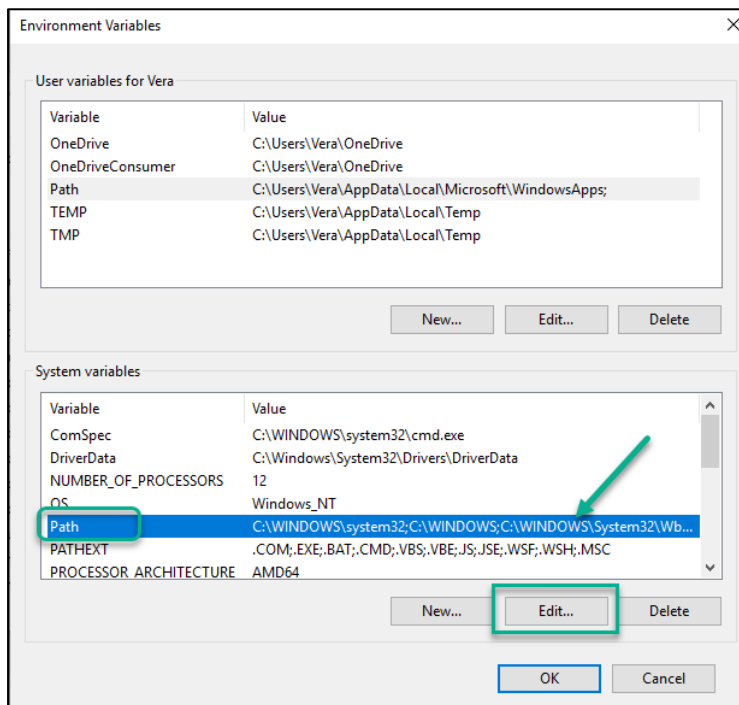 Environment Variables
User variables for Vera
Variable Value
OneDrive C:\Users\Vera\OneDrive
OneDriveConsumer C:\Users\Vera\OneDrive
Path C:\Users\Vera\AppData\Local\Microsoft\WindowsApps;
TEMP C:\Users\Vera\AppData\Local\Temp
TMP C:\Users\Vera\AppData\Local\Temp
New... Edit... Delete
System variables
Variable Value
ComSpec C:\WINDOWS\system32\cmd.exe
DriverData C:\Windows\System32\Drivers\DriverData
NUMBER_OF_PROCESSORS 12
OS Windows_NT
Path C:\WINDOWS\system32;C:\WINDOWS;C:\WINDOWS\System32\Wb...
PATHEXT .COM;.EXE;.BAT;.CMD;.VBS;.VBE;.JS;.JSE;.WSF;.WSH;.MSC
PROCESSOR_ARCHITECTURE AMD64
New... Edit... Delete
OK Cancel